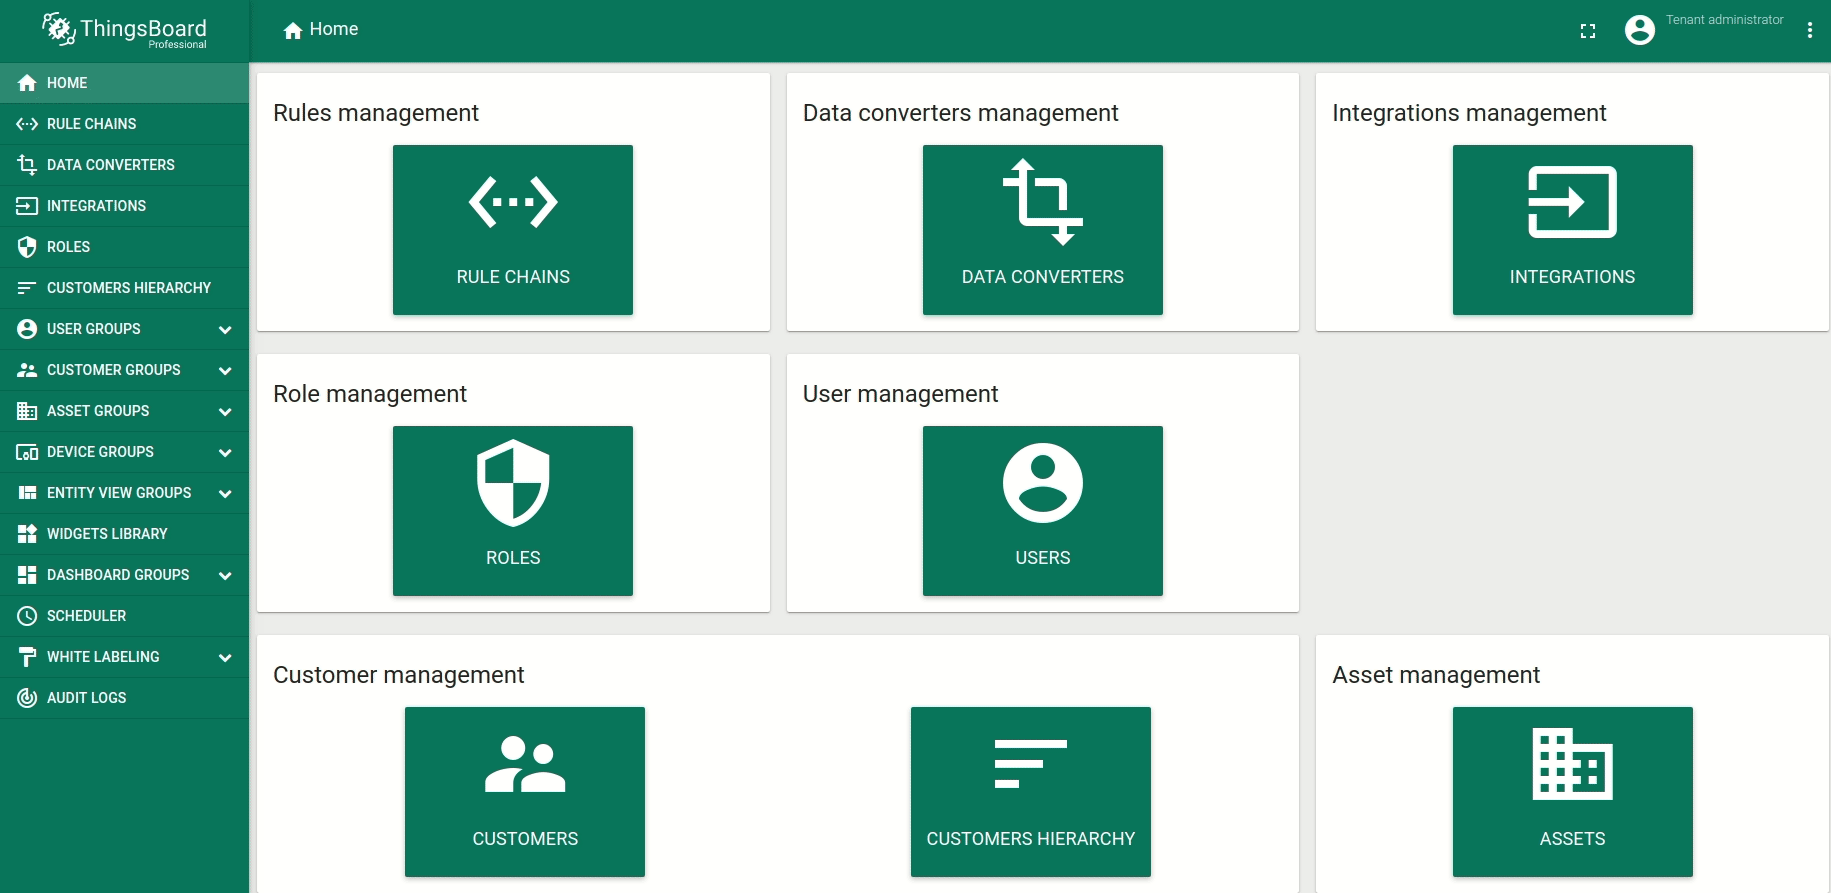 ThingsBoard
Professional
Home
Tenant administrator
HOME
RULE CHAINS
DATA CONVERTERS
INTEGRATIONS
ROLES
CUSTOMERS HIERARCHY
USER GROUPS
CUSTOMER GROUPS
ASSET GROUPS
DEVICE GROUPS
ENTITY VIEW GROUPS
WIDGETS LIBRARY
DASHBOARD GROUPS
SCHEDULER
WHITE LABELING
AUDIT LOGS
Rules management
RULE CHAINS
Data converters management
DATA CONVERTERS
Integrations management
INTEGRATIONS
Role management
ROLES
User management
USERS
Customer management
CUSTOMERS
CUSTOMERS HIERARCHY
Asset management
ASSETS